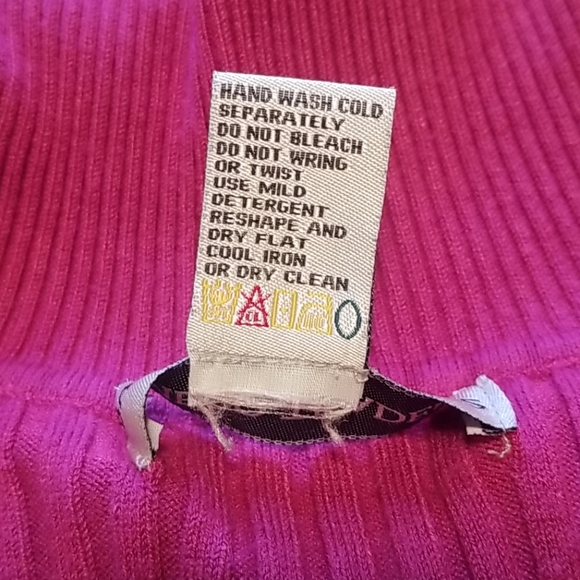 HAND WASH COLD
SEPARATELY
DO NOT BLEACH
DO NOT WRING
OR TWIST
USE MILD
DETERGENT
RESHAPE AND
DRY FLAT
COOL IRON
OR DRY CLEAN
CL